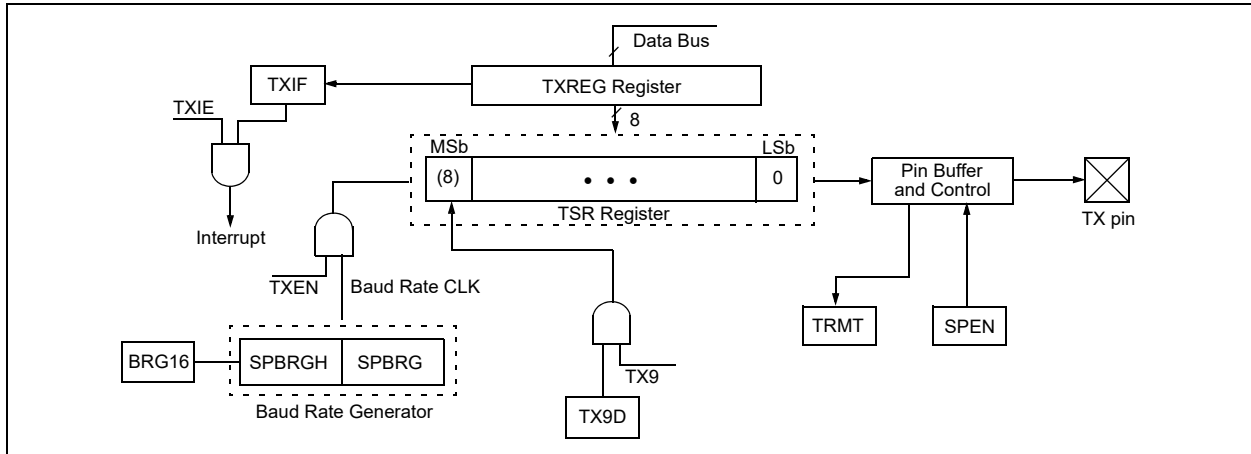 Data Bus
TXREG Register
TXIF
TXIE
8
MSb
LSb
(8)
• • •
0
TSR Register
Pin Buffer
and Control
TX pin
Interrupt
TXEN
Baud Rate CLK
TRMT
SPEN
BRG16
SPBRGH
SPBRG
TX9
Baud Rate Generator
TX9D